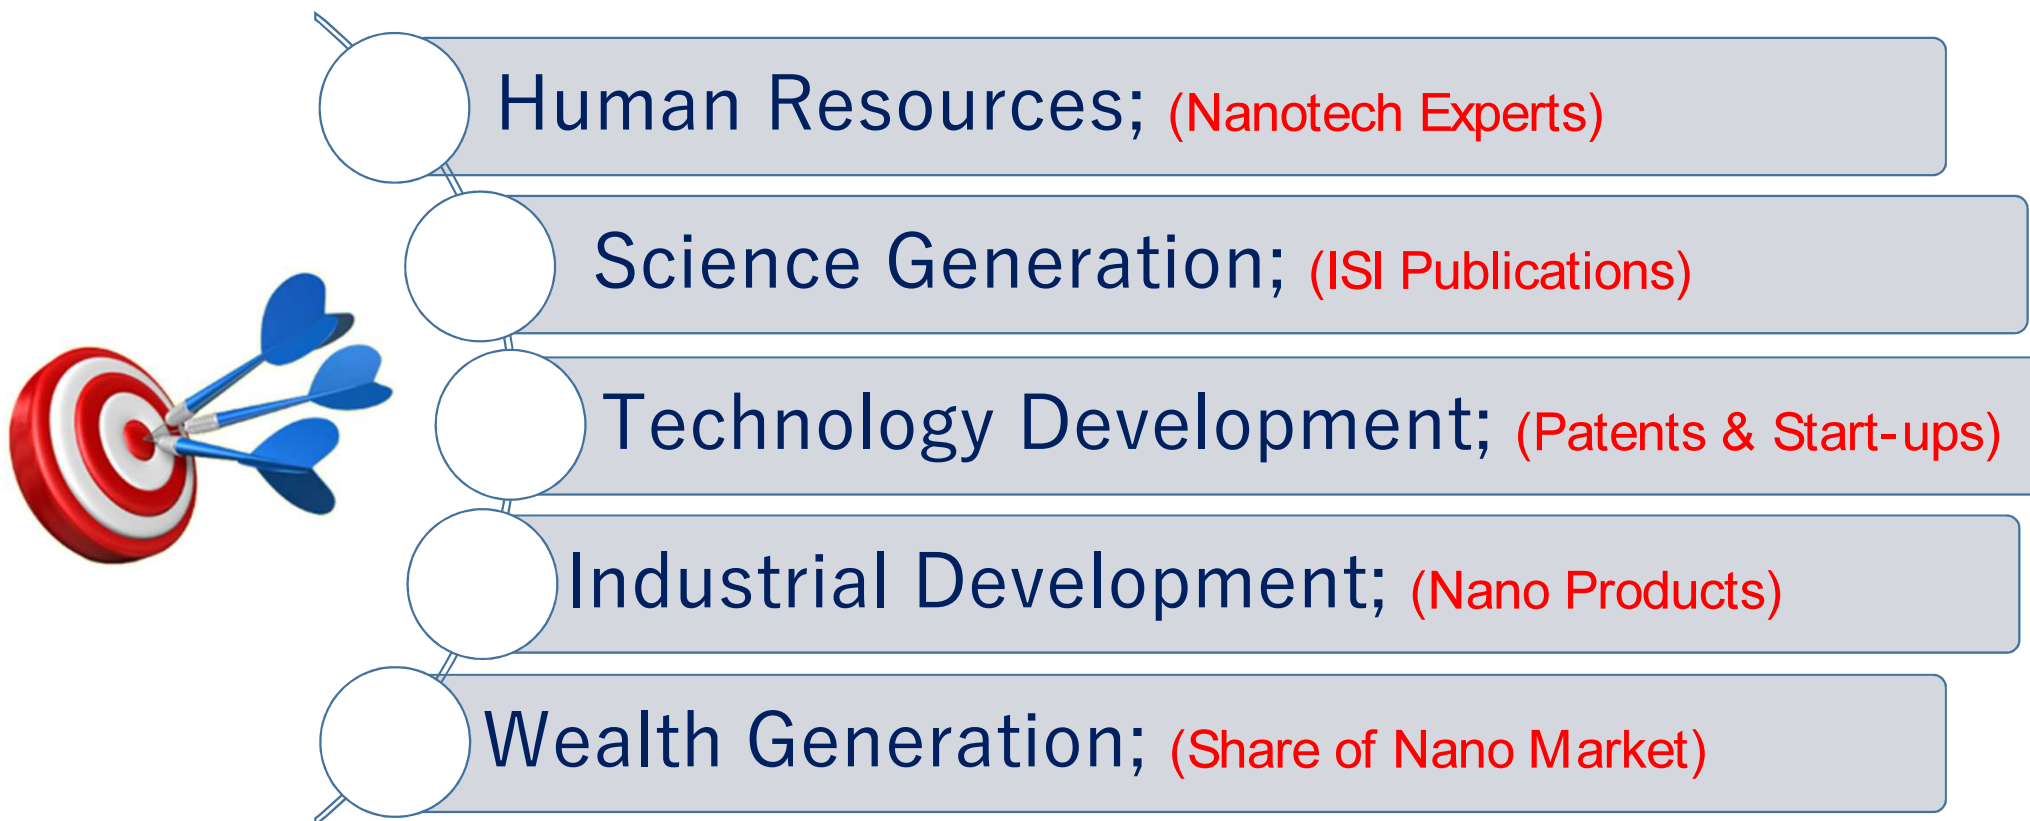 Human Resources; (Nanotech Experts)
Science Generation; (ISI Publications)
Technology Development; (Patents & Start-ups)
Industrial Development; (Nano Products)
Wealth Generation; (Share of Nano Market)